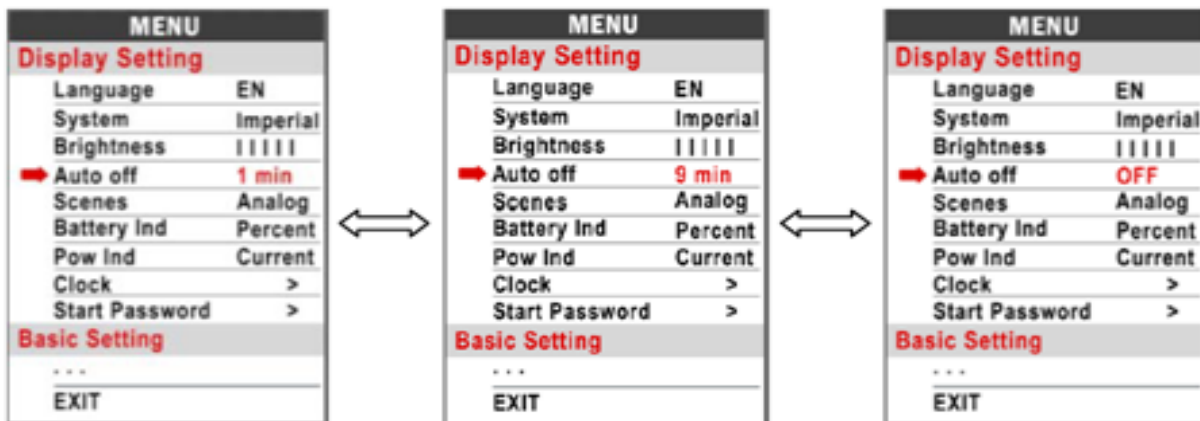 MENU
Display Setting
Language EN
System Imperial
Brightness | | | | |
Auto off 1 min
Scenes Analog
Battery Ind Percent
Pow Ind Current
Clock >
Start Password >
Basic Setting
. . .
EXIT
MENU
Display Setting
Language EN
System Imperial
Brightness | | | | |
Auto off 9 min
Scenes Analog
Battery Ind Percent
Pow Ind Current
Clock >
Start Password >
Basic Setting
. . .
EXIT
MENU
Display Setting
Language EN
System Imperial
Brightness | | | | |
Auto off OFF
Scenes Analog
Battery Ind Percent
Pow Ind Current
Clock >
Start Password >
Basic Setting
. . .
EXIT